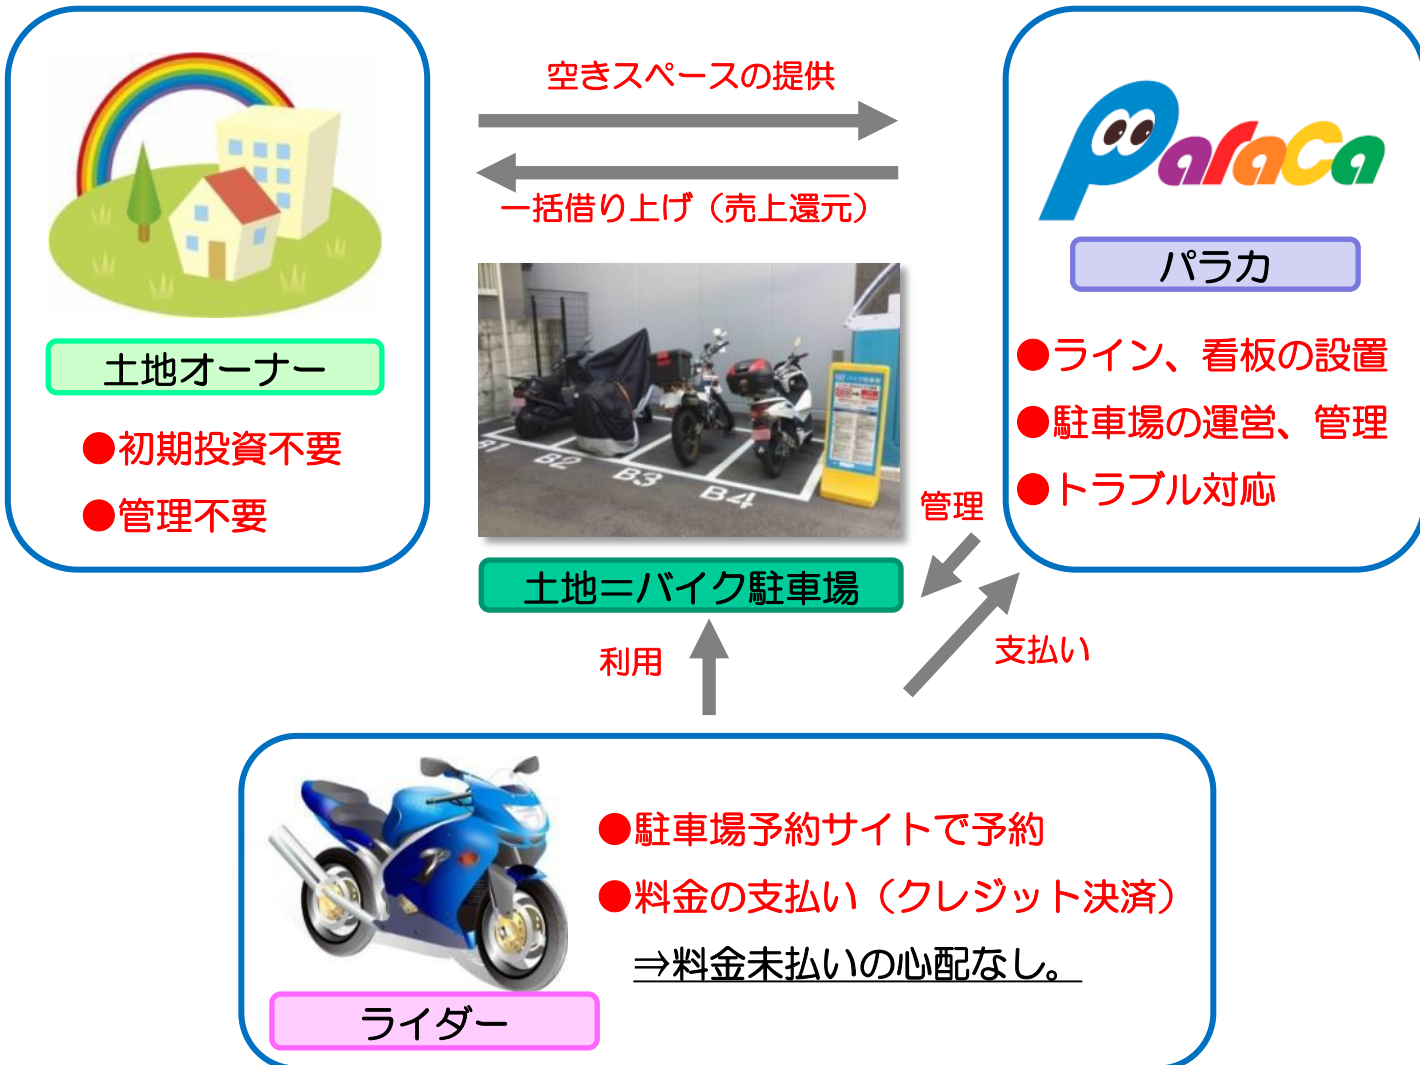 空きスペースの提供
一括借り上げ（売上還元）
土地オーナー
●初期投資不要
●管理不要
ParaCa
パラカ
●ライン、看板の設置
●駐車場の運営、管理
●トラブル対応
B1
B2
B3
B4
バイク駐車場
管理
土地＝バイク駐車場
利用
支払い
●駐車場予約サイトで予約
●料金の支払い（クレジット決済）
⇒料金未払いの心配なし。
ライダー